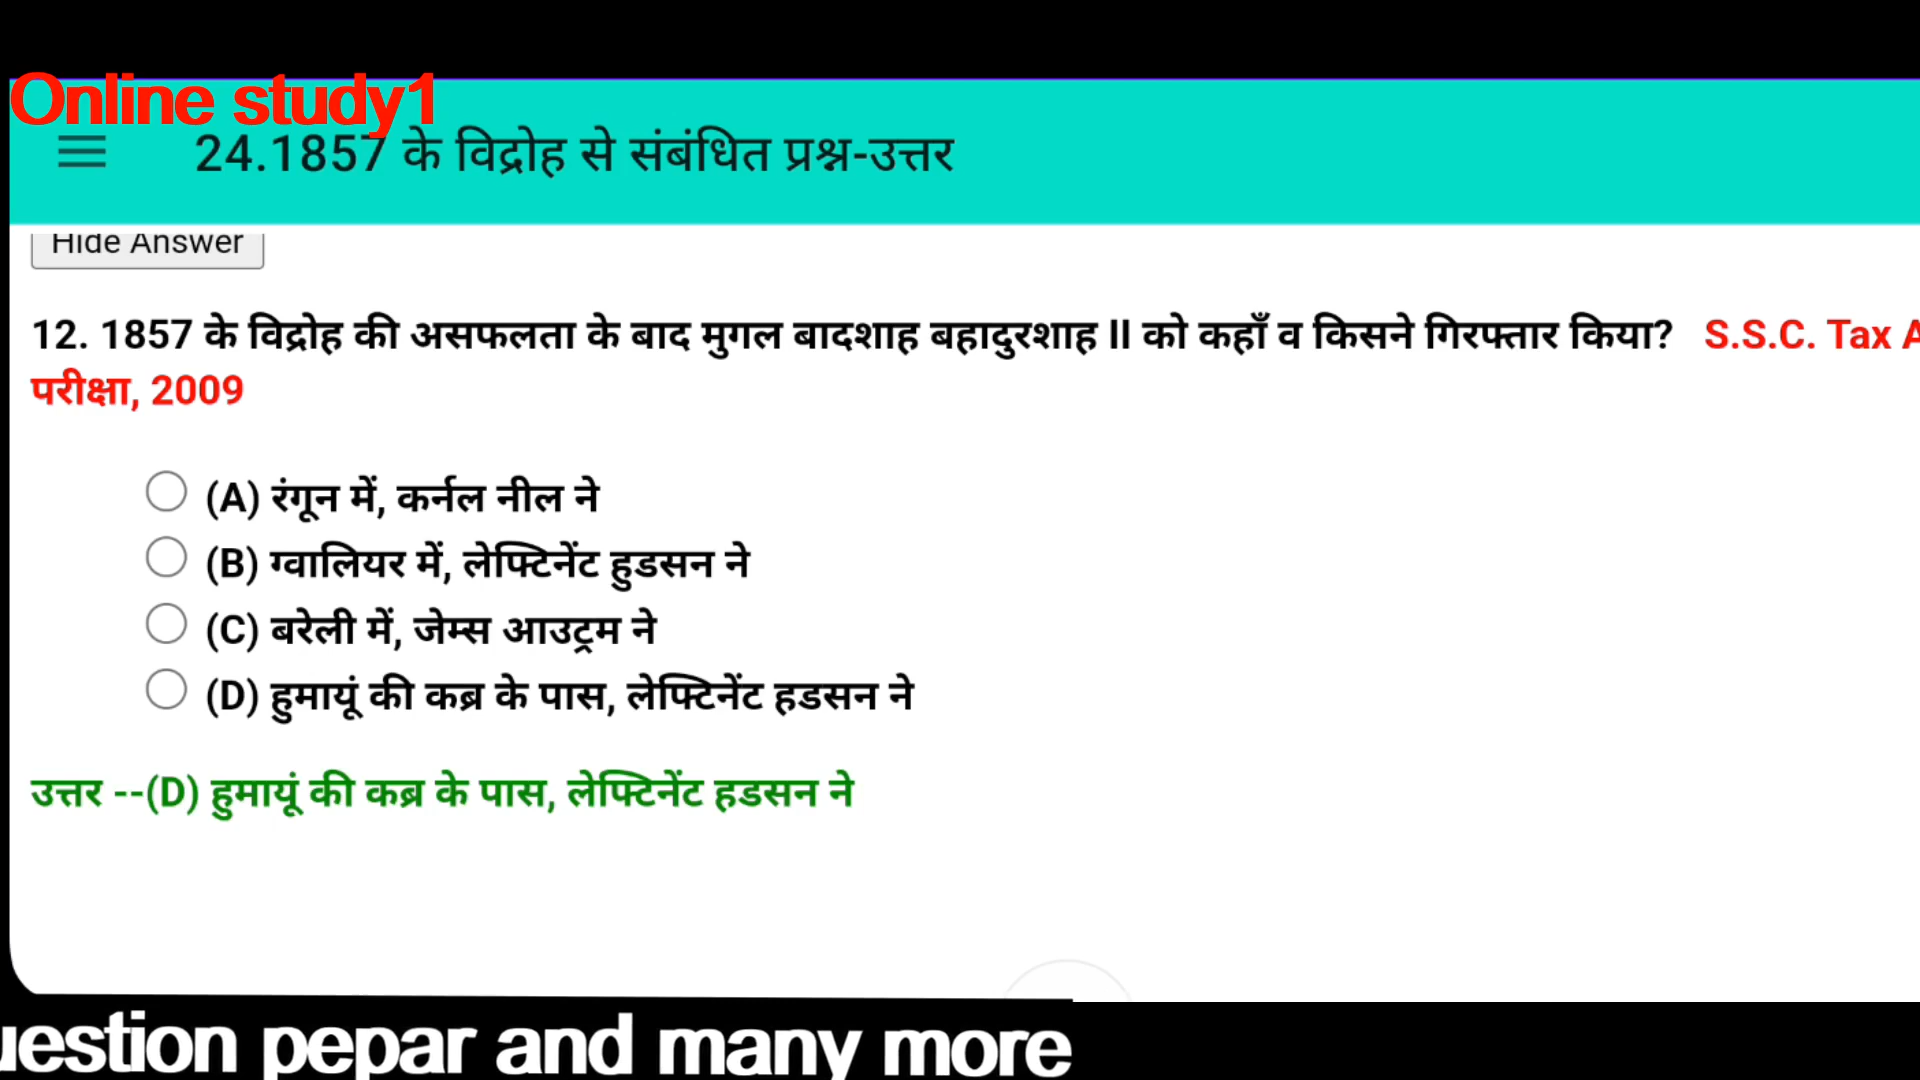 Online study1
24.1857 के विद्रोह से संबंधित प्रश्न-उत्तर
Hide Answer
12. 1857 के विद्रोह की असफलता के बाद मुगल बादशाह बहादुरशाह II को कहाँ व किसने गिरफ्तार किया? S.S.C. Tax A
परीक्षा, 2009
(A) रंगून में, कर्नल नील ने
(B) ग्वालियर में, लेफ्टिनेंट हुडसन ने
(C) बरेली में, जेम्स आउट्रम ने
(D) हुमायूं की कब्र के पास, लेफ्टिनेंट हडसन ने
उत्तर --(D) हुमायूं की कब्र के पास, लेफ्टिनेंट हडसन ने
uestion pepar and many more